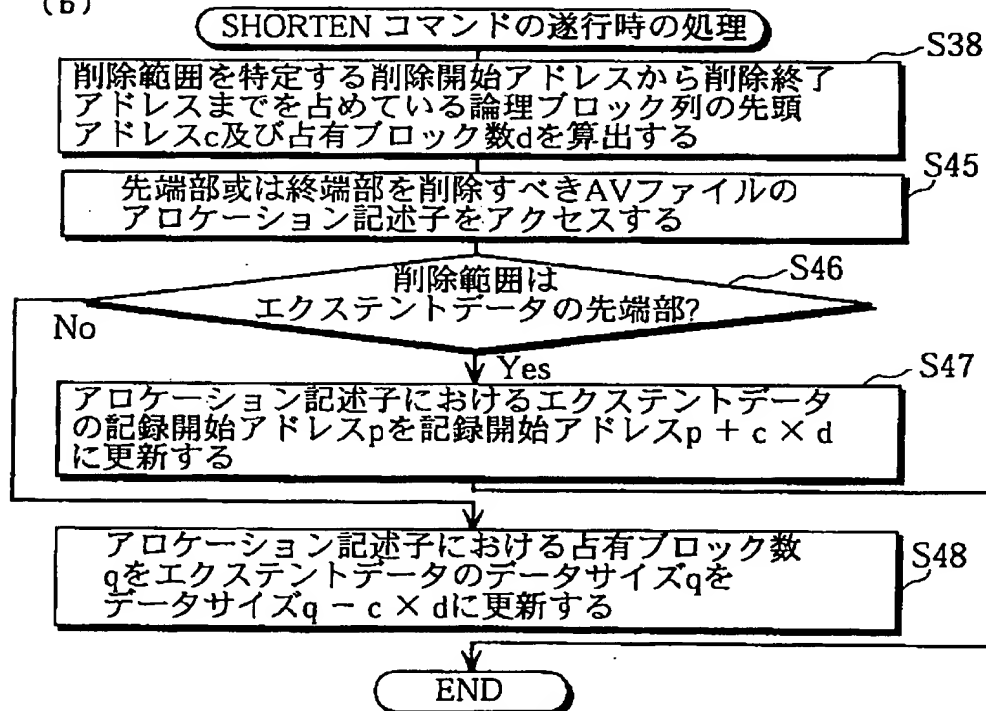 (b)
SHORTEN コマンドの遂行時の処理
S38
削除範囲を特定する削除開始アドレスから削除終了
アドレスまでを占めている論理ブロック列の先頭
アドレスc及び占有ブロック数dを算出する
S45
先端部或は終端部を削除すべきAVファイルの
アロケーション記述子をアクセスする
S46
削除範囲は
エクステントデータの先端部?
No
Yes
S47
アロケーション記述子におけるエクステントデータ
の記録開始アドレスpを記録開始アドレスp + c × d
に更新する
S48
アロケーション記述子における占有ブロック数
qをエクステントデータのデータサイズqを
データサイズq - c × dに更新する
END